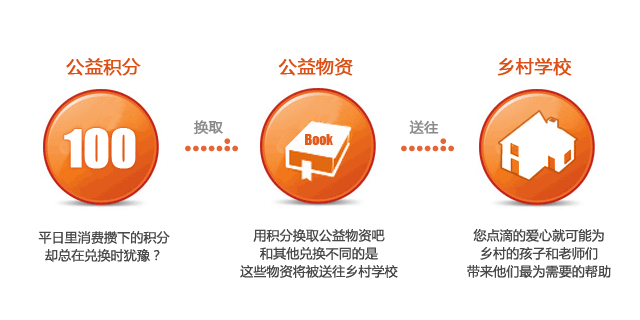 公益积分
公益物资
乡村学校
100
换取
Book
送往
平日里消费攒下的积分
却总在兑换时犹豫？
用积分换取公益物资吧
和其他兑换不同的是
这些物资将被送往乡村学校
您点滴的爱心就可能为
乡村的孩子和老师们
带来他们最为需要的帮助